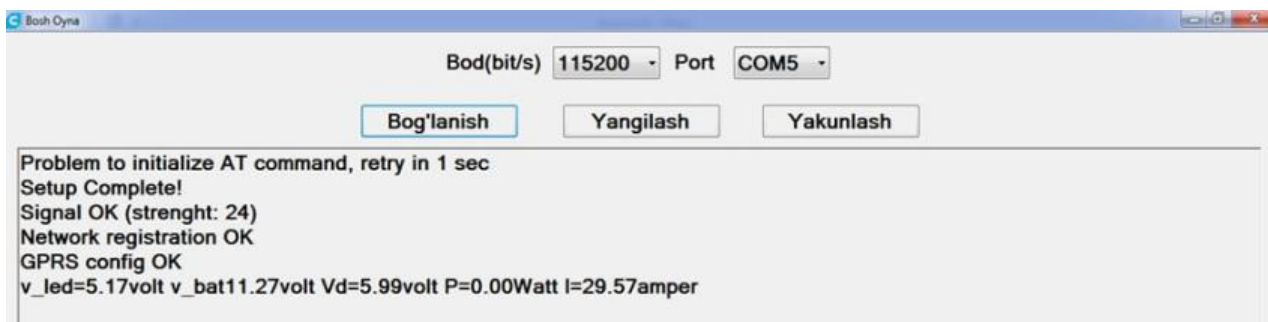 Bosh Oyna
Bod(bit/s) 115200 Port COM5
Bog'lanish Yangilash Yakunlash
Problem to initialize AT command, retry in 1 sec
Setup Complete!
Signal OK (strenght: 24)
Network registration OK
GPRS config OK
v_led=5.17volt v_bat11.27volt Vd=5.99volt P=0.00Watt I=29.57amper